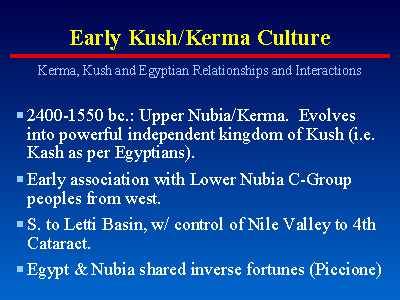 Early Kush/Kerma Culture
Kerma, Kush and Egyptian Relationships and Interactions
2400-1550 bc.: Upper Nubia/Kerma. Evolves
into powerful independent kingdom of Kush (i.e.
Kash as per Egyptians).
Early association with Lower Nubia C-Group
peoples from west.
S. to Letti Basin, w/ control of Nile Valley to 4th
Cataract.
Egypt & Nubia shared inverse fortunes (Piccione)